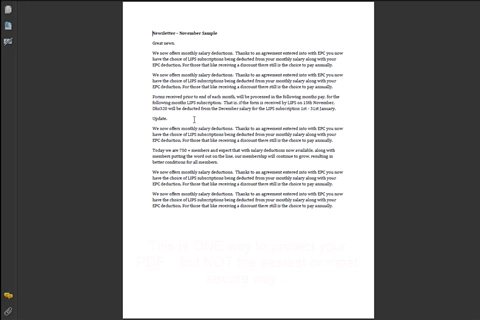 Newsletter – November Sample
Great news.
We now offers monthly salary deductions. Thanks to an agreement entered into with EPC you now
have the choice of LIPS subscriptions being deducted from your monthly salary along with your
EPC deduction. For those that like receiving a discount there still is the choice to pay annually.
We now offers monthly salary deductions. Thanks to an agreement entered into with EPC you now
have the choice of LIPS subscriptions being deducted from your monthly salary along with your
EPC deduction. For those that like receiving a discount there still is the choice to pay annually.
Forms received prior to end of each month, will be processed in the following months pay, for the
following months LIPS subscription. That is, if the form is received by LIPS on 15th November,
will be deducted from the December salary for the LIPS subscription 1st - 31st January.
Update.
We now offers monthly salary deductions. Thanks to an agreement entered into with EPC you now
have the choice of LIPS subscriptions being deducted from your monthly salary along with your
EPC deduction. For those that like receiving a discount there still is the choice to pay annually.
Today we are 750 + members and expect that with salary deductions now available, along with
members putting the word out on the line, our membership will continue to grow, resulting in
better conditions for all members.
We now offers monthly salary deductions. Thanks to an agreement entered into with EPC you now
have the choice of LIPS subscriptions being deducted from your monthly salary along with your
EPC deduction. For those that like receiving a discount there still is the choice to pay annually.
We now offers monthly salary deductions. Thanks to an agreement entered into with EPC you now
have the choice of LIPS subscriptions being deducted from your monthly salary along with your
EPC deduction. For those that like receiving a discount there still is the choice to pay annually.